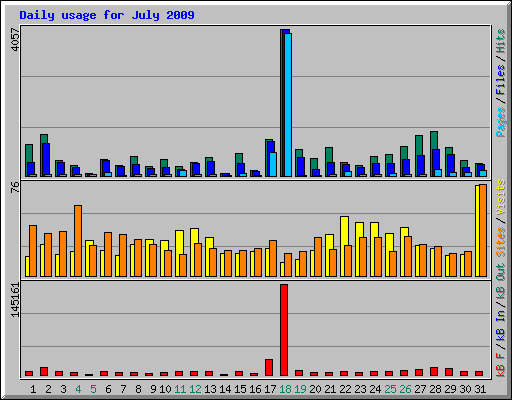 Daily usage for July 2009
4057
Pages / Files / Hits
76
Sites / Visits
145161
kB F / kB In / kB Out
1 2 3 4 5 6 7 8 9 10 11 12 13 14 15 16 17 18 19 20 21 22 23 24 25 26 27 28 29 30 31